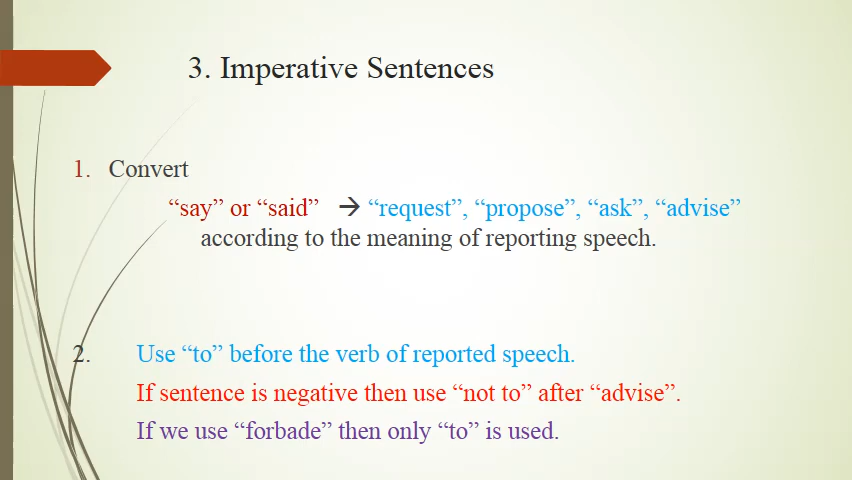 3. Imperative Sentences
1. Convert
“say” or “said” → “request”, “propose”, “ask”, “advise”
according to the meaning of reporting speech.
2. Use “to” before the verb of reported speech.
If sentence is negative then use “not to” after “advise”.
If we use “forbade” then only “to” is used.